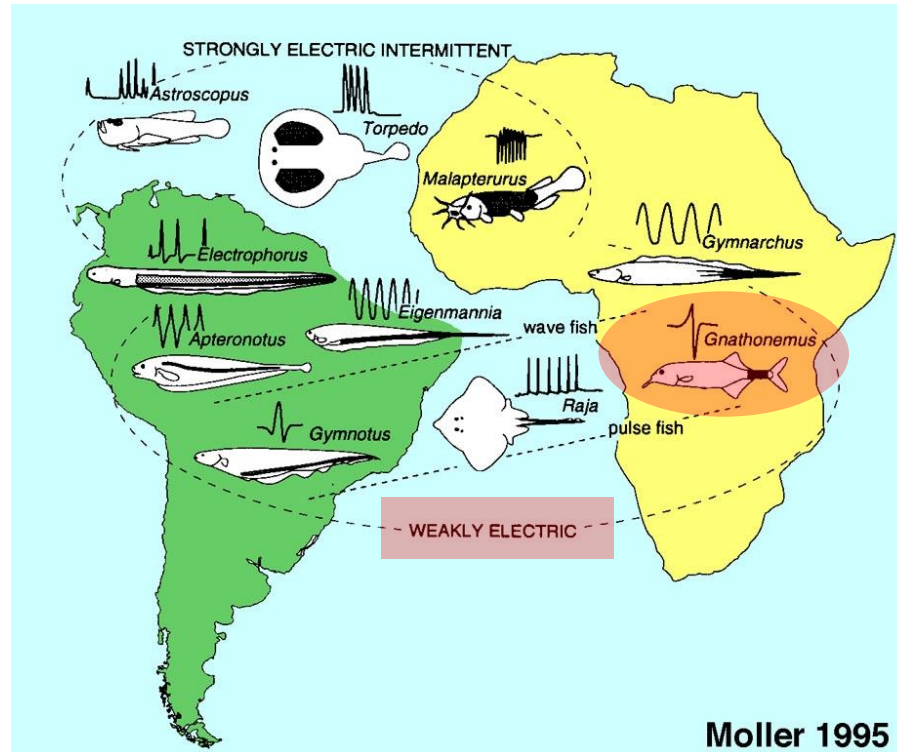 STRONGLY ELECTRIC INTERMITTENT
Astroscopus
Torpedo
Malapterurus
Electrophorus
Gymnarchus
Eigenmannia
Apteronotus
wave fish
Gnathonemus
Raja
Gymnotus
pulse fish
WEAKLY ELECTRIC
Moller 1995